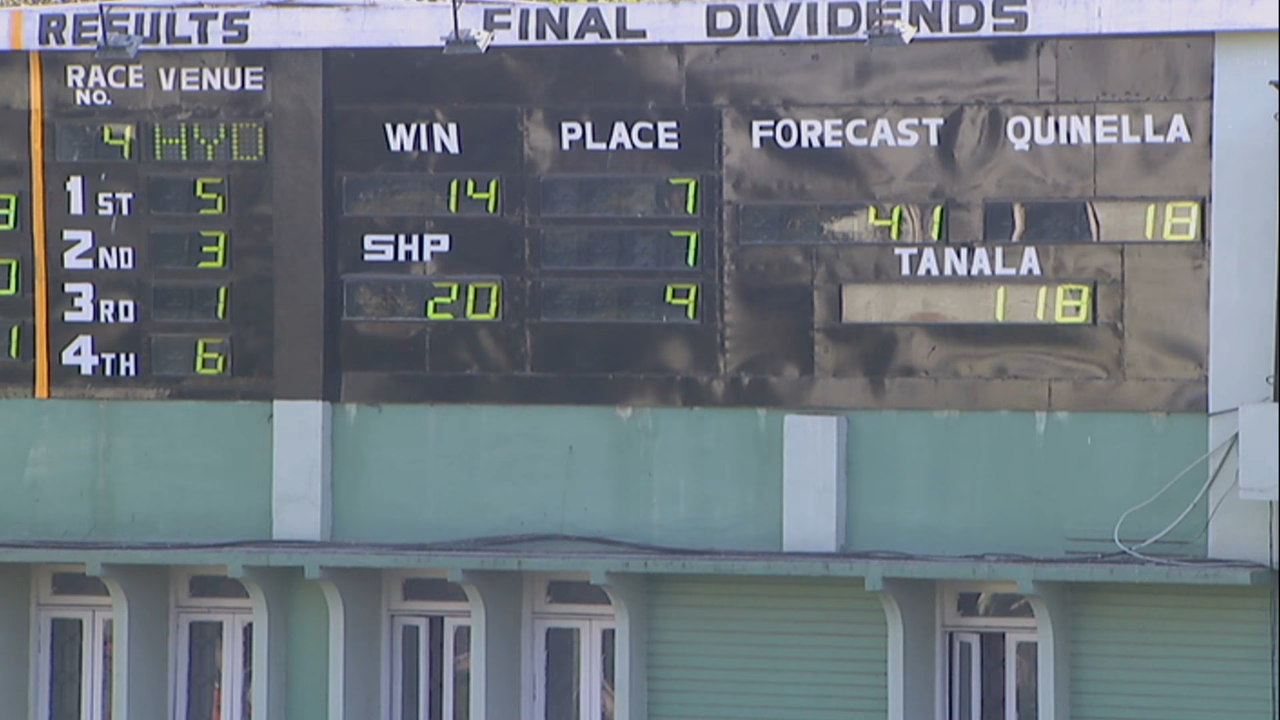 RESULTS FINAL DIVIDENDS
RACE NO. VENUE
4 HYD
1ST 5
2ND 3
3RD 1
4TH 6
WIN PLACE FORECAST QUINELLA
14 7 41 18
SHP 7 TANALA
20 9 118